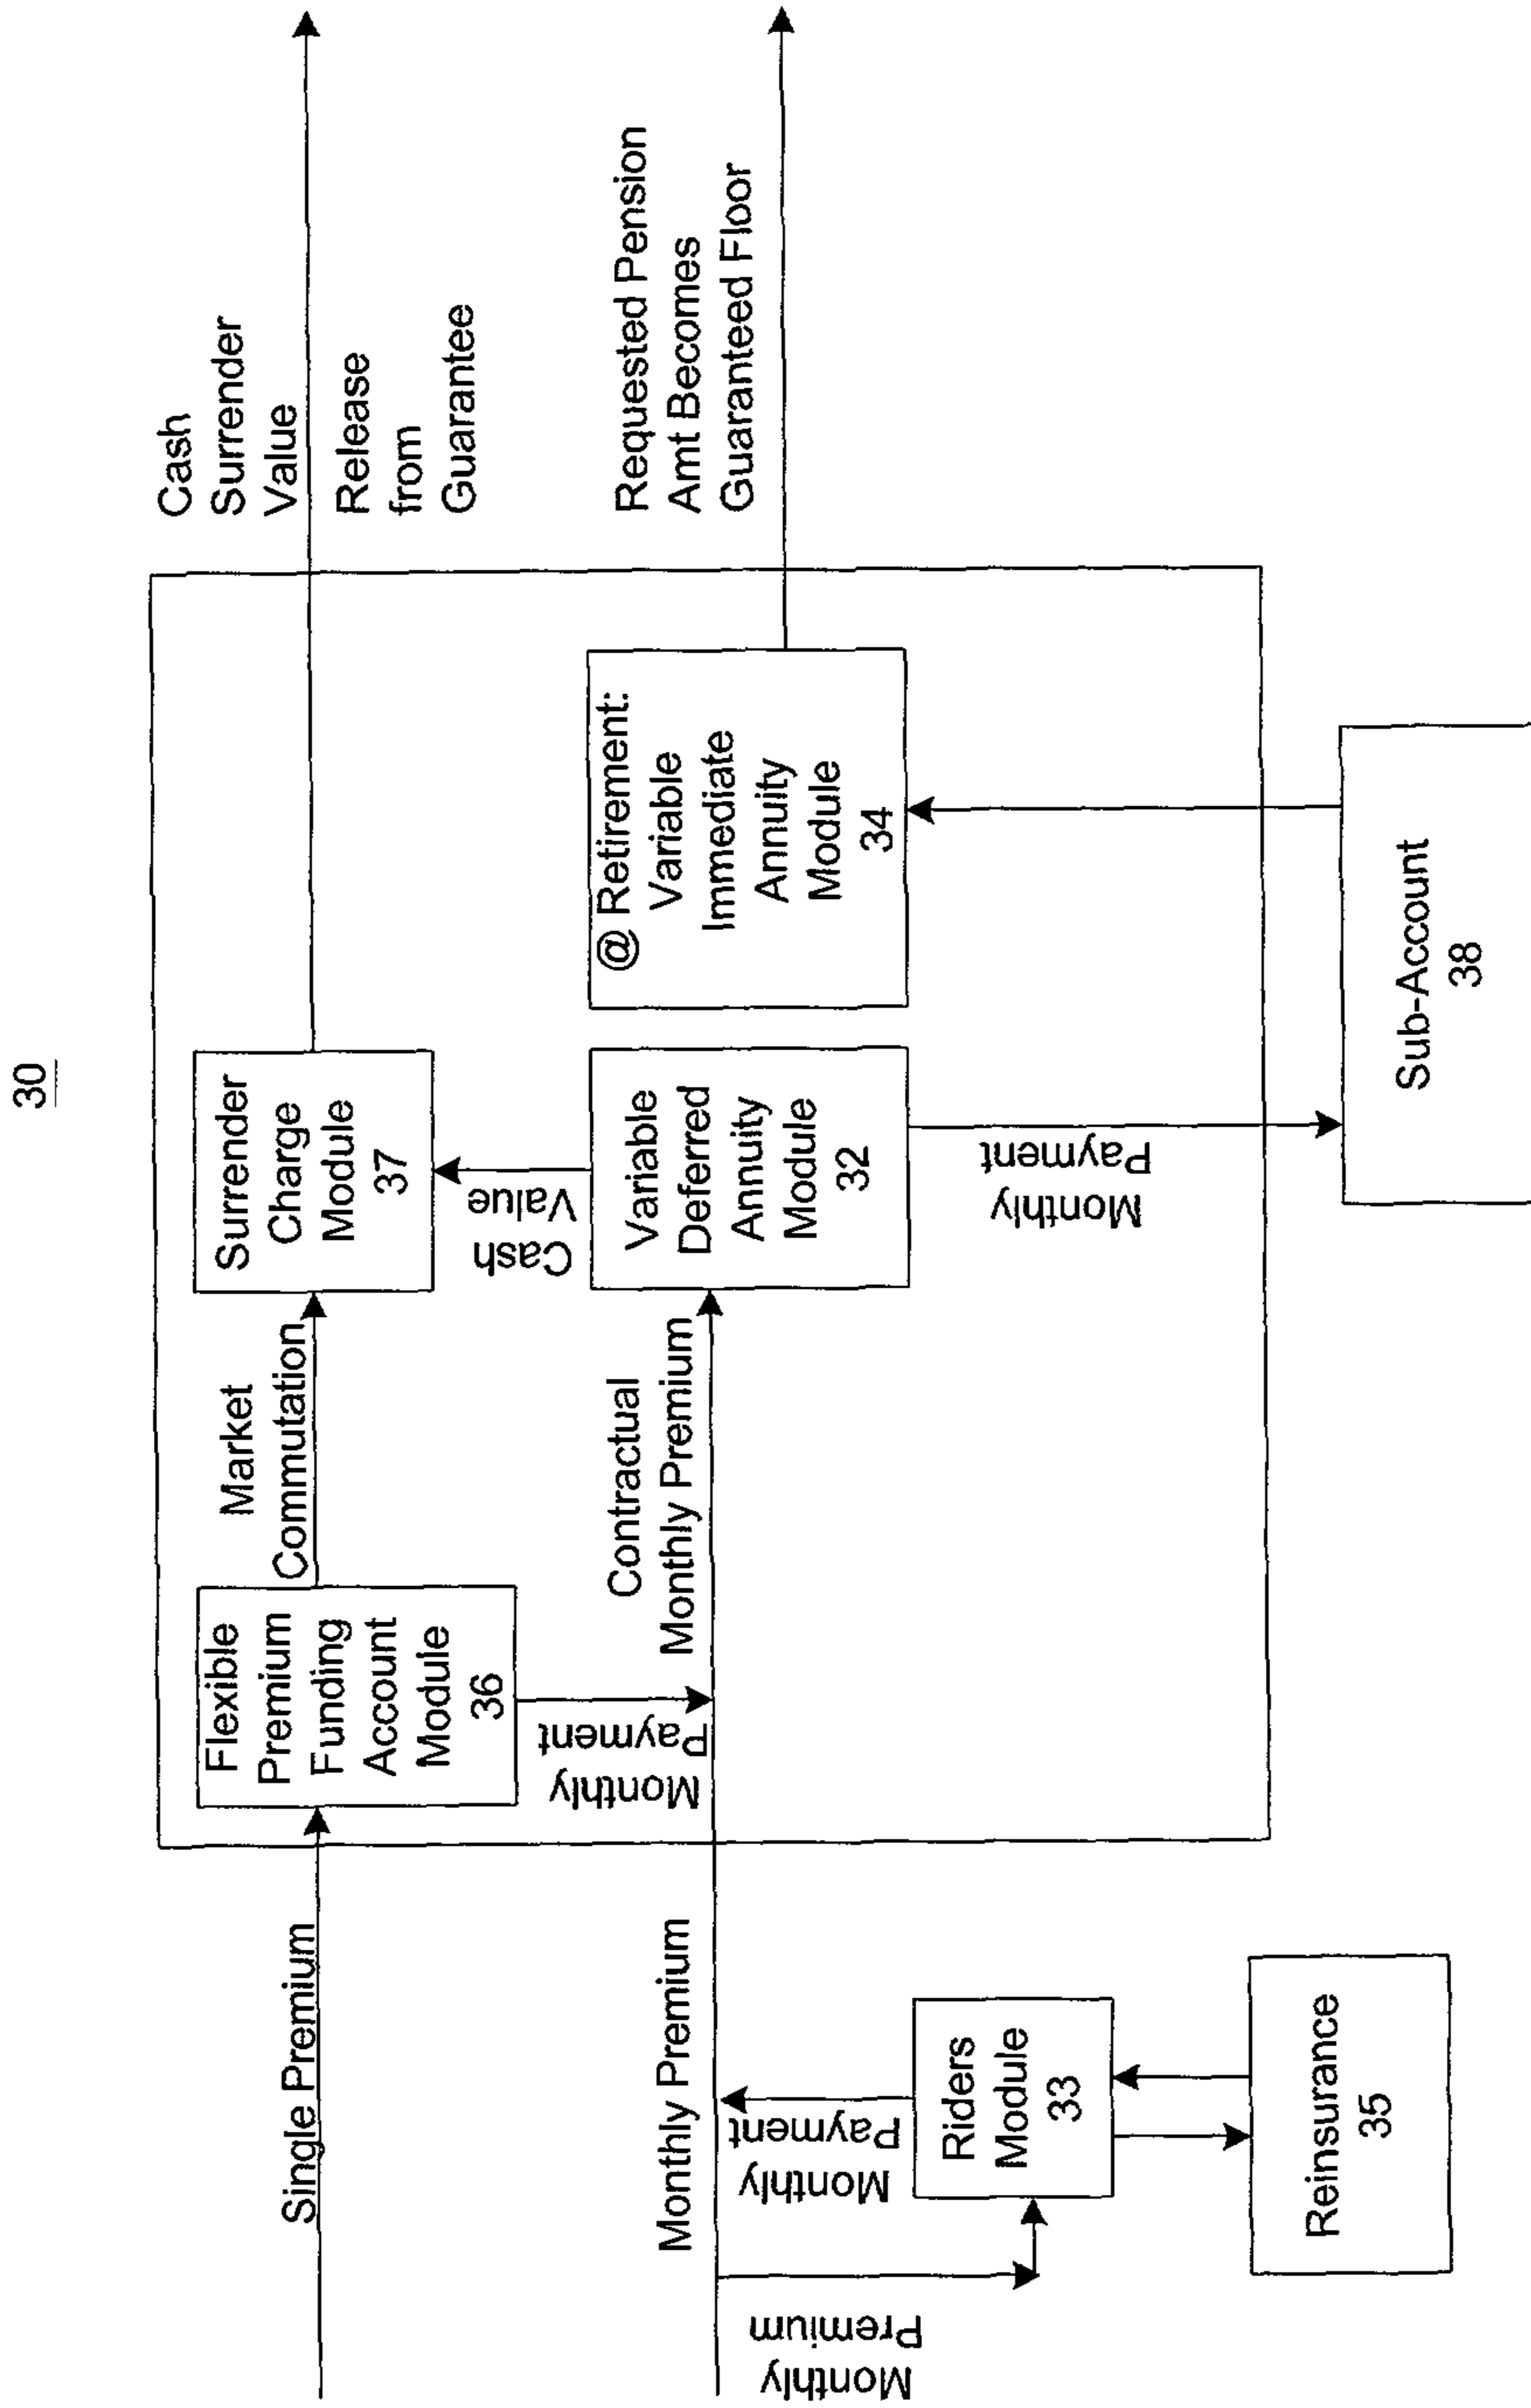 30
Single Premium
Flexible
Premium
Funding
Account
Module
36
Market
Commutation
Surrender
Charge
Module
37
Cash
Surrender
Value
Release
from
Guarantee
Monthly
Payment
Cash
Value
Monthly Premium
Contractual
Monthly Premium
Variable
Deferred
Annuity
Module
32
@ Retirement:
Variable
Immediate
Annuity
Module
34
Requested Pension
Amt Becomes
Guaranteed Floor
Monthly
Premium
Monthly
Payment
Riders
Module
33
Monthly
Payment
Reinsurance
35
Sub-Account
38